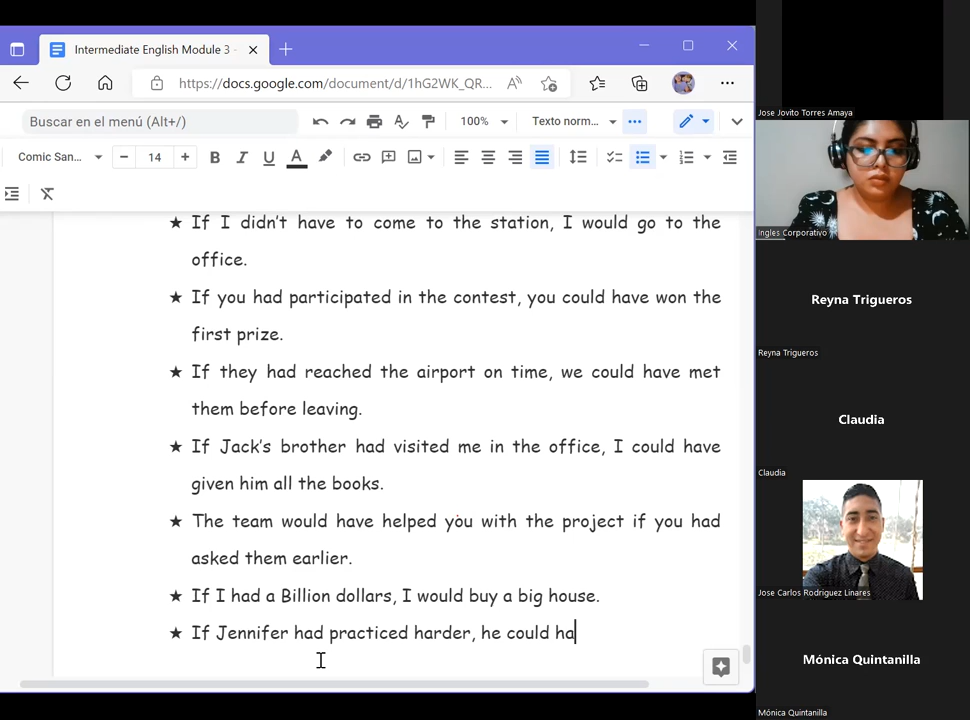 Intermediate English Module 3 -
https://docs.google.com/document/d/1hG2WK_QR...
Buscar en el menú (Alt+/)
100%
Texto norm...
Comic San...
14
B I U A
★ If I didn't have to come to the station, I would go to the
office.
★ If you had participated in the contest, you could have won the
first prize.
★ If they had reached the airport on time, we could have met
them before leaving.
★ If Jack's brother had visited me in the office, I could have
given him all the books.
★ The team would have helped you with the project if you had
asked them earlier.
★ If I had a Billion dollars, I would buy a big house.
★ If Jennifer had practiced harder, he could ha
Jose Jovito Torres Amaya
Ingles Corporativo
Reyna Trigueros
Reyna Trigueros
Claudia
Claudia
Jose Carlos Rodriguez Linares
Mónica Quintanilla
Mónica Quintanilla